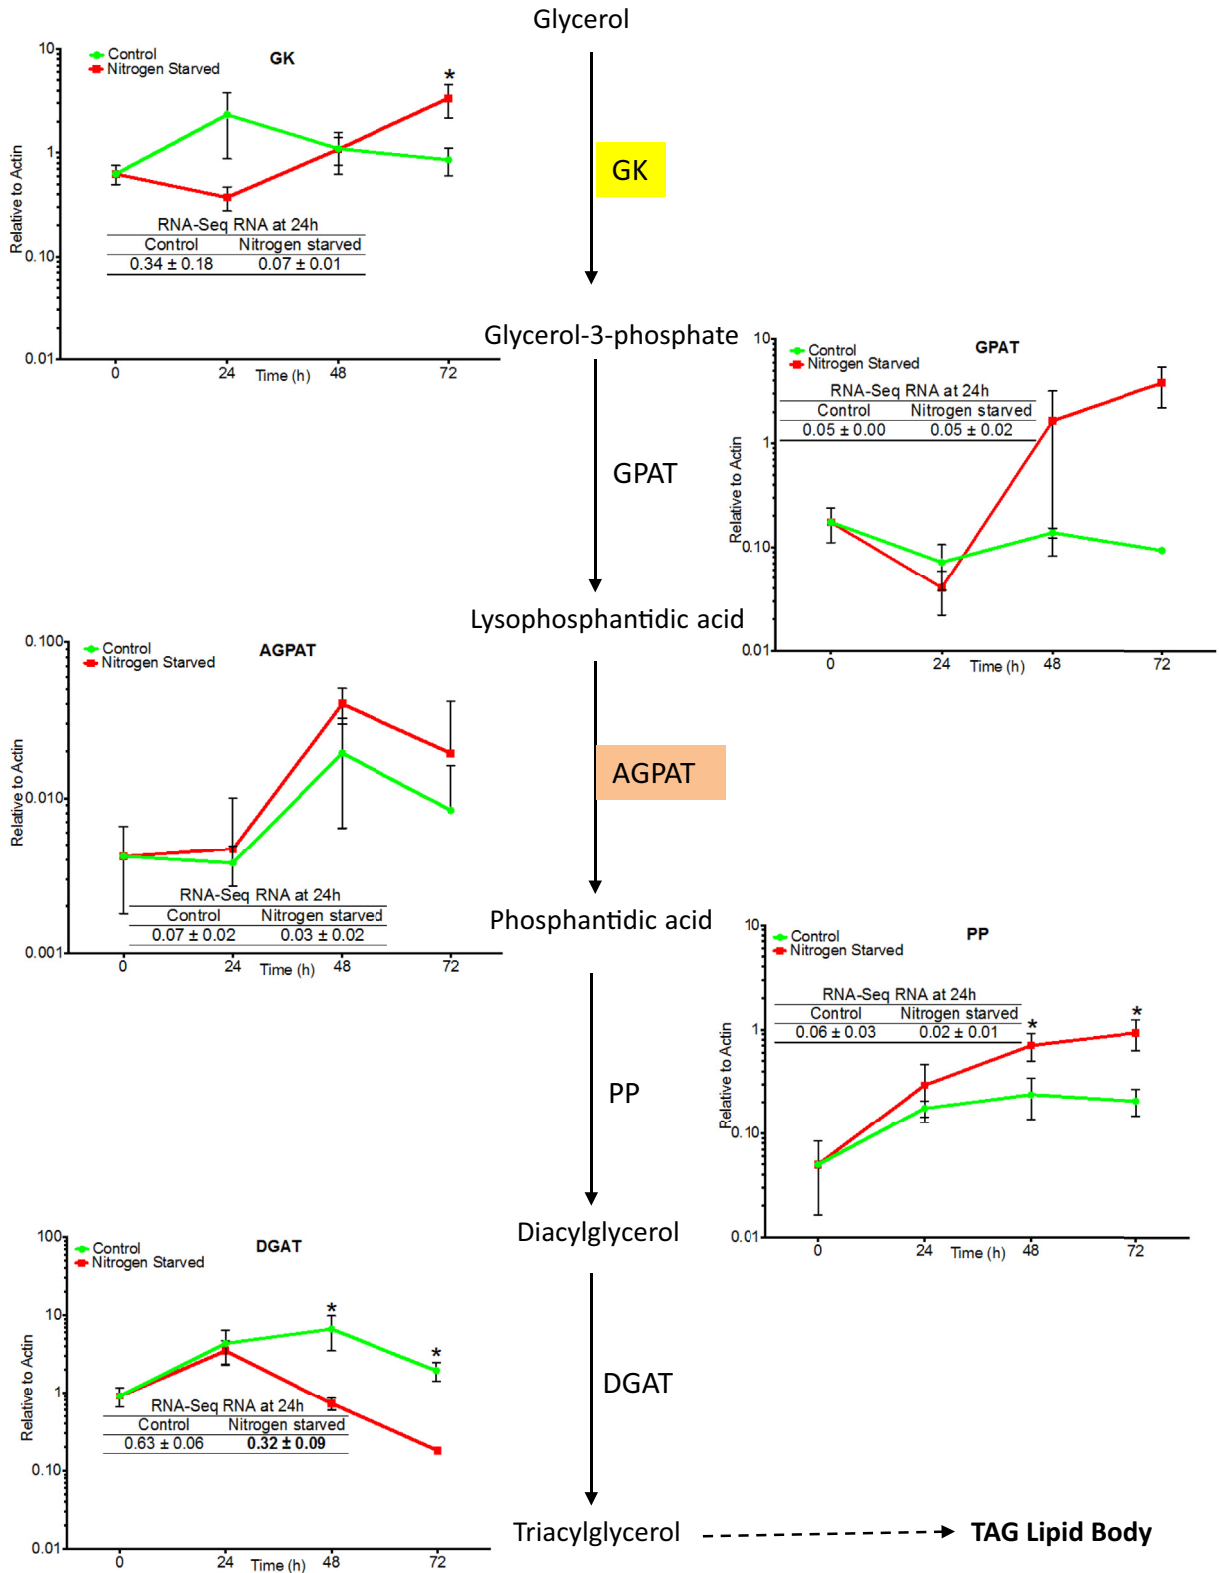 Glycerol
Control
Nitrogen Starved
GK
*
10
1
0.10
0.01
Relative to Actin
RNA-Seq RNA at 24h
Control Nitrogen starved
0.34 ± 0.18 0.07 ± 0.01
0 24 48 72
Time (h)
GK
Glycerol-3-phosphate
Control
Nitrogen Starved
GPAT
10
1
0.10
0.01
Relative to Actin
RNA-Seq RNA at 24h
Control Nitrogen starved
0.05 ± 0.00 0.05 ± 0.02
0 24 48 72
Time (h)
GPAT
Lysophosphantidic acid
Control
Nitrogen Starved
AGPAT
0.100
0.010
0.001
Relative to Actin
RNA-Seq RNA at 24h
Control Nitrogen starved
0.07 ± 0.02 0.03 ± 0.02
0 24 48 72
Time (h)
AGPAT
Phosphantidic acid
Control
Nitrogen Starved
PP
10
1
0.10
0.01
Relative to Actin
RNA-Seq RNA at 24h
Control Nitrogen starved
0.06 ± 0.03 0.02 ± 0.01
* *
0 24 48 72
Time (h)
PP
Diacylglycerol
Control
Nitrogen Starved
DGAT
100
10
1
0.10
0.01
Relative to Actin
* *
RNA-Seq RNA at 24h
Control Nitrogen starved
0.63 ± 0.06 0.32 ± 0.09
0 24 48 72
Time (h)
DGAT
Triacylglycerol
TAG Lipid Body